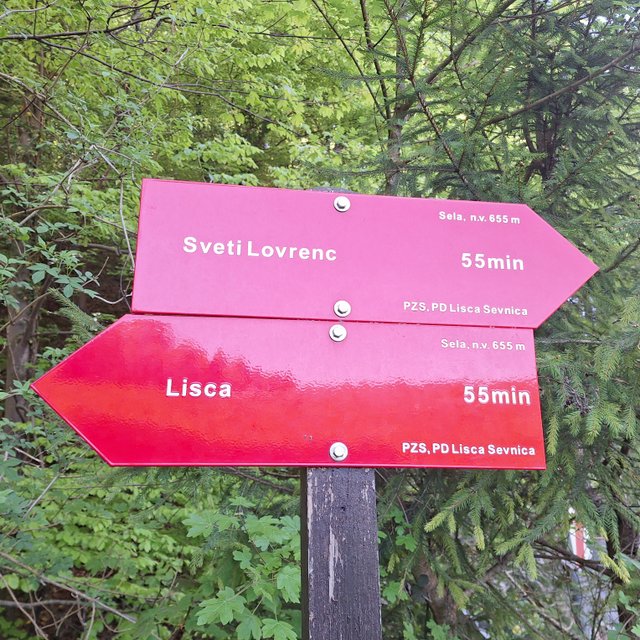 Sela, n.v. 655 m
Sveti Lovrenc 55min
PZS, PD Lisca Sevnica
Sela, n.v. 655 m
Lisca 55min
PZS, PD Lisca Sevnica